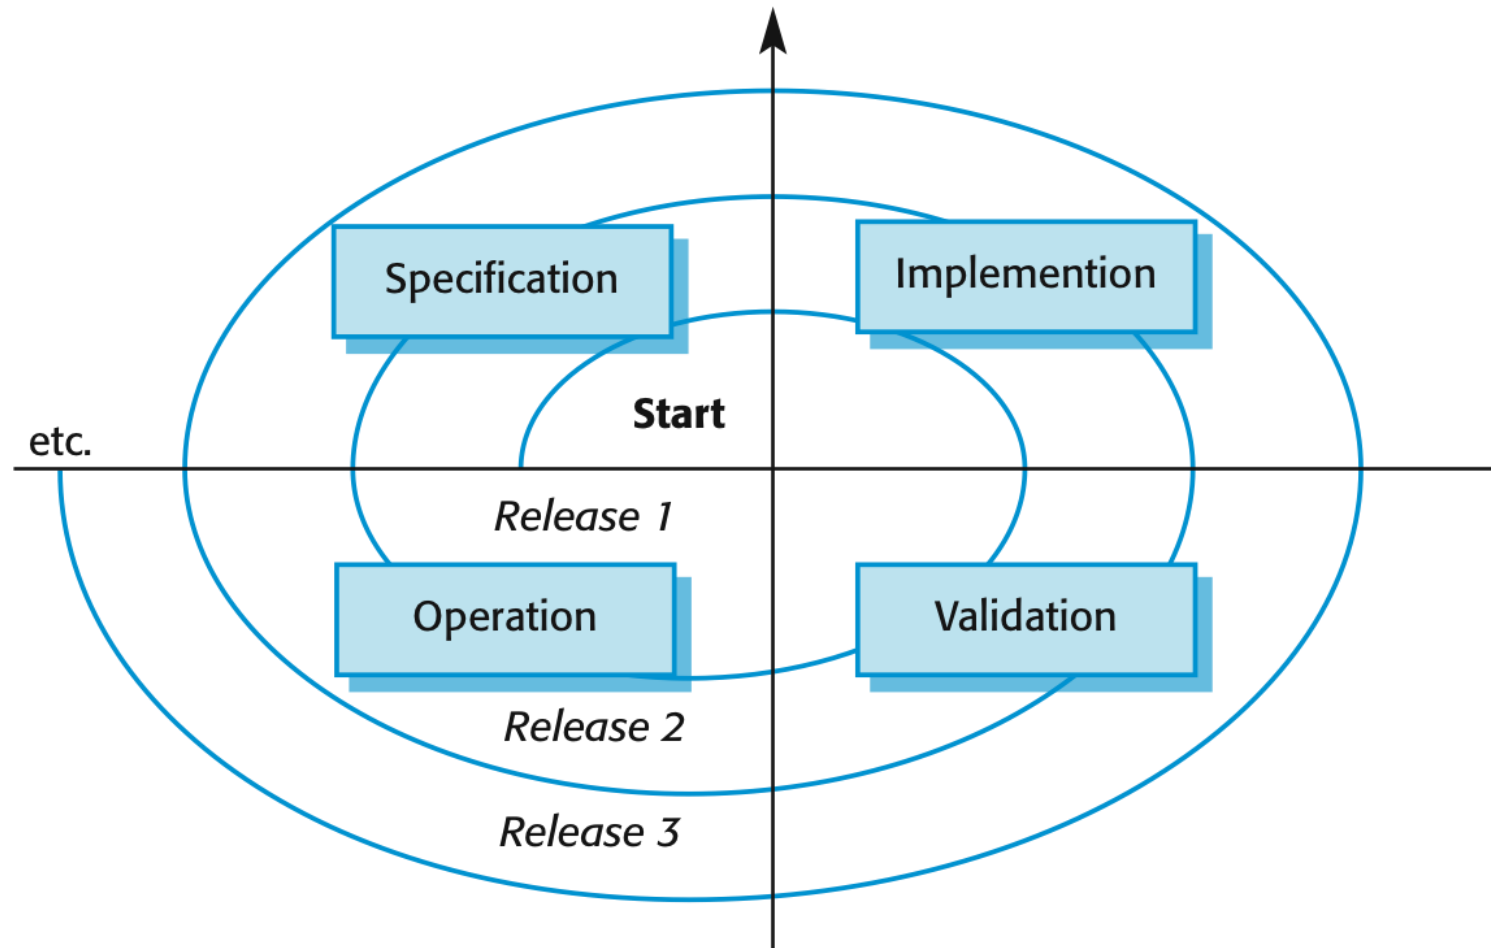 Specification
Implemention
Start
etc.
Release 1
Operation
Validation
Release 2
Release 3